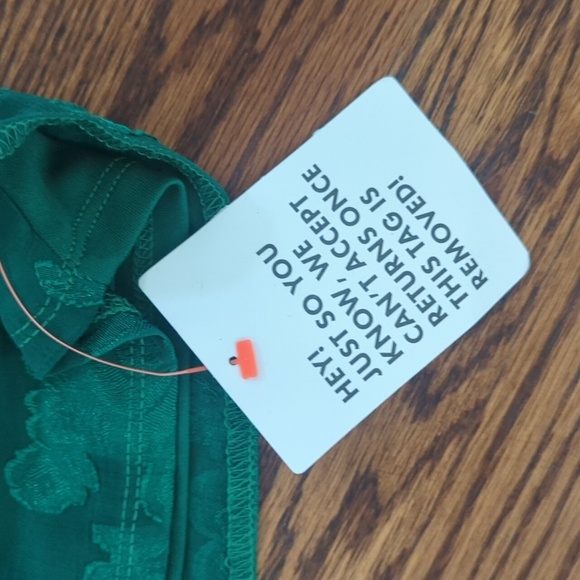 HEY!
JUST SO YOU
KNOW, WE
CAN'T ACCEPT
RETURNS ONCE
THIS TAG IS
REMOVED!